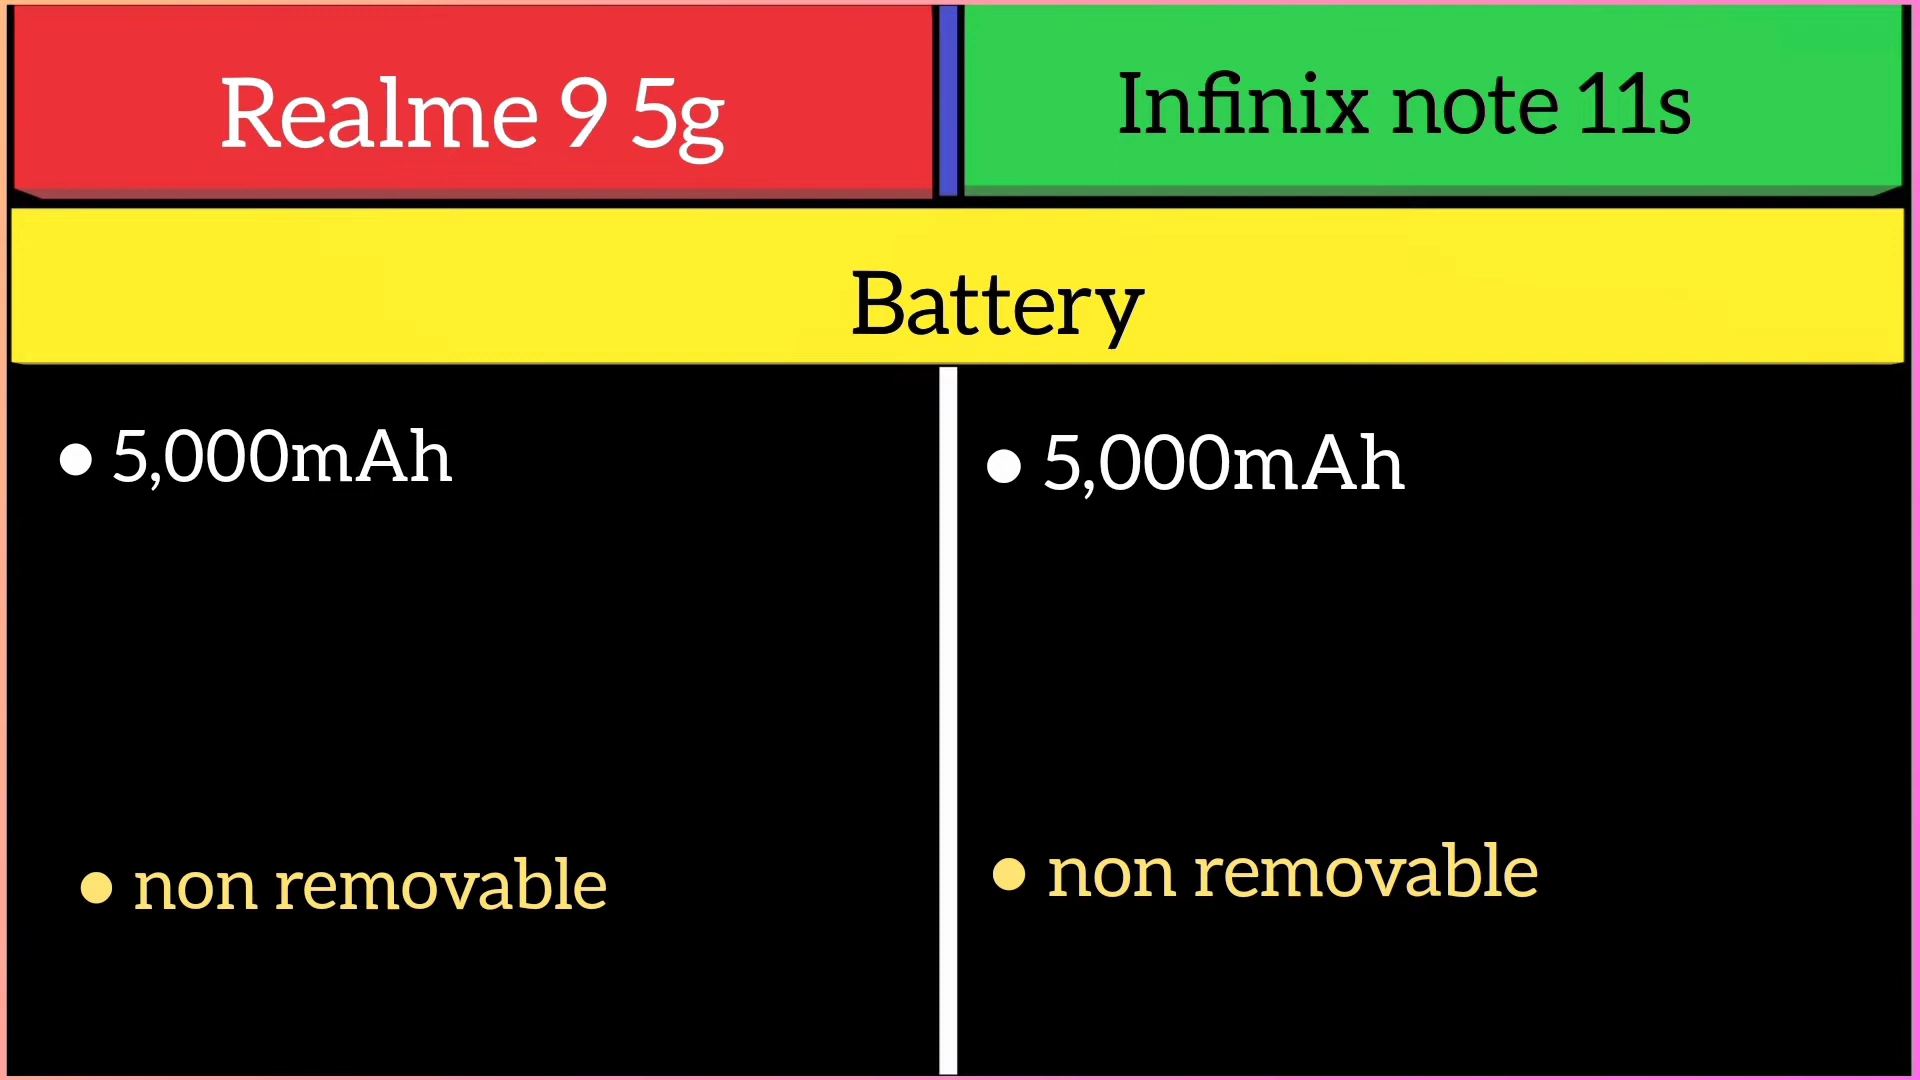 Realme 9 5g
Infinix note 11s
Battery
● 5,000mAh
● 5,000mAh
● non removable
● non removable